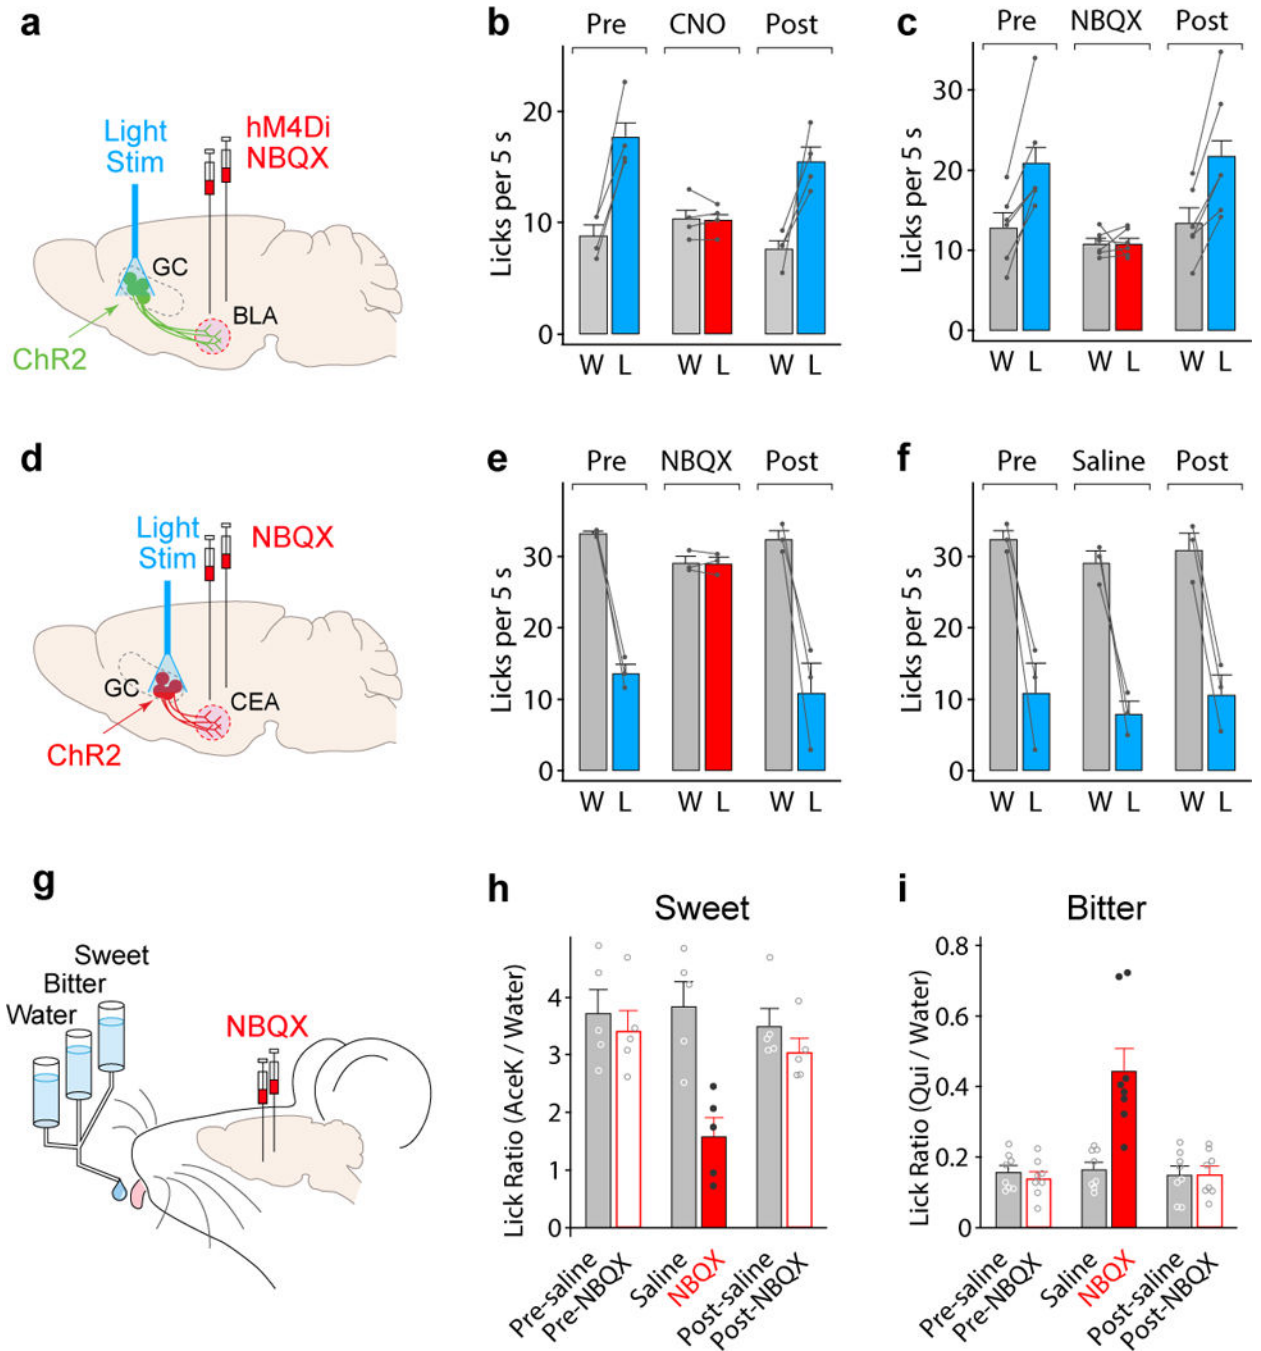 a
Light
Stim
hM4Di
NBQX
GC
BLA
ChR2
b
Pre
CNO
Post
Licks per 5 s
20
10
0
W L
W L
W L
c
Pre
NBQX
Post
Licks per 5 s
30
20
10
0
W L
W L
W L
d
Light
Stim
NBQX
GC
CEA
ChR2
e
Pre
NBQX
Post
Licks per 5 s
30
20
10
0
W L
W L
W L
f
Pre
Saline
Post
Licks per 5 s
30
20
10
0
W L
W L
W L
g
Sweet
Bitter
Water
NBQX
h
Sweet
Lick Ratio (AceK / Water)
4
3
2
1
0
Pre-saline
Pre-NBQX
Saline
NBQX
Post-saline
Post-NBQX
i
Bitter
Lick Ratio (Qui / Water)
0.8
0.6
0.4
0.2
0
Pre-saline
Pre-NBQX
Saline
NBQX
Post-saline
Post-NBQX